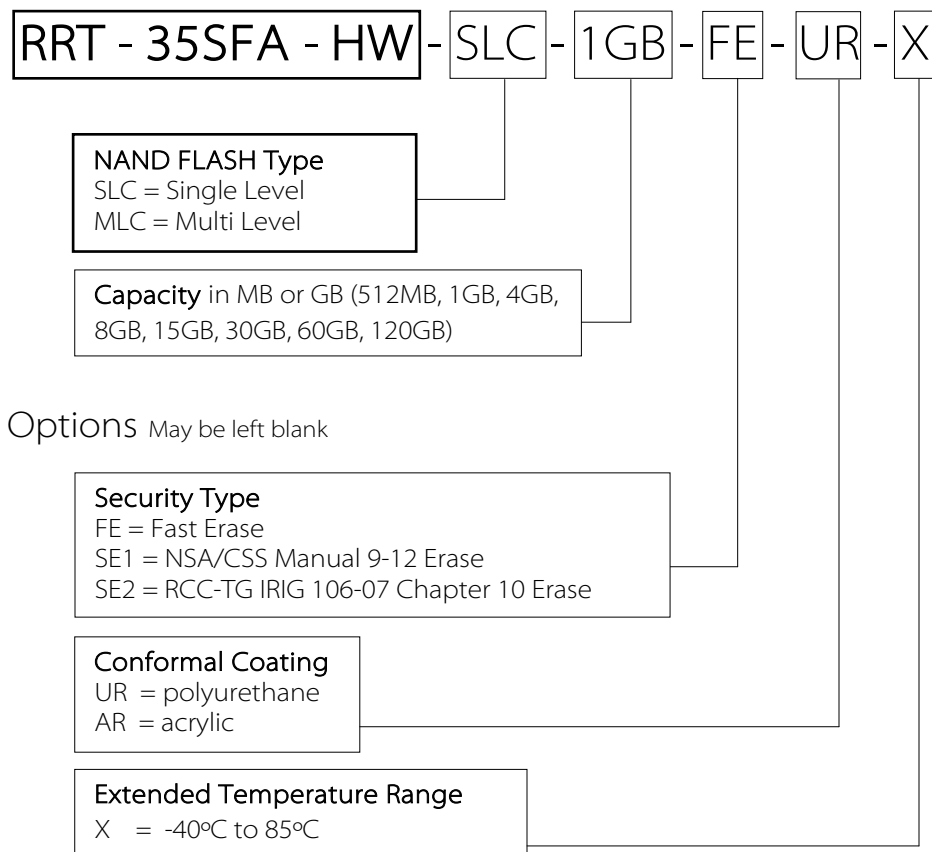 RRT - 35SFA - HW - SLC - 1GB - FE - UR - X
NAND FLASH Type
SLC = Single Level
MLC = Multi Level
Capacity in MB or GB (512MB, 1GB, 4GB,
8GB, 15GB, 30GB, 60GB, 120GB)
Options May be left blank
Security Type
FE = Fast Erase
SE1 = NSA/CSS Manual 9-12 Erase
SE2 = RCC-TG IRIG 106-07 Chapter 10 Erase
Conformal Coating
UR = polyurethane
AR = acrylic
Extended Temperature Range
X = -40ºC to 85ºC